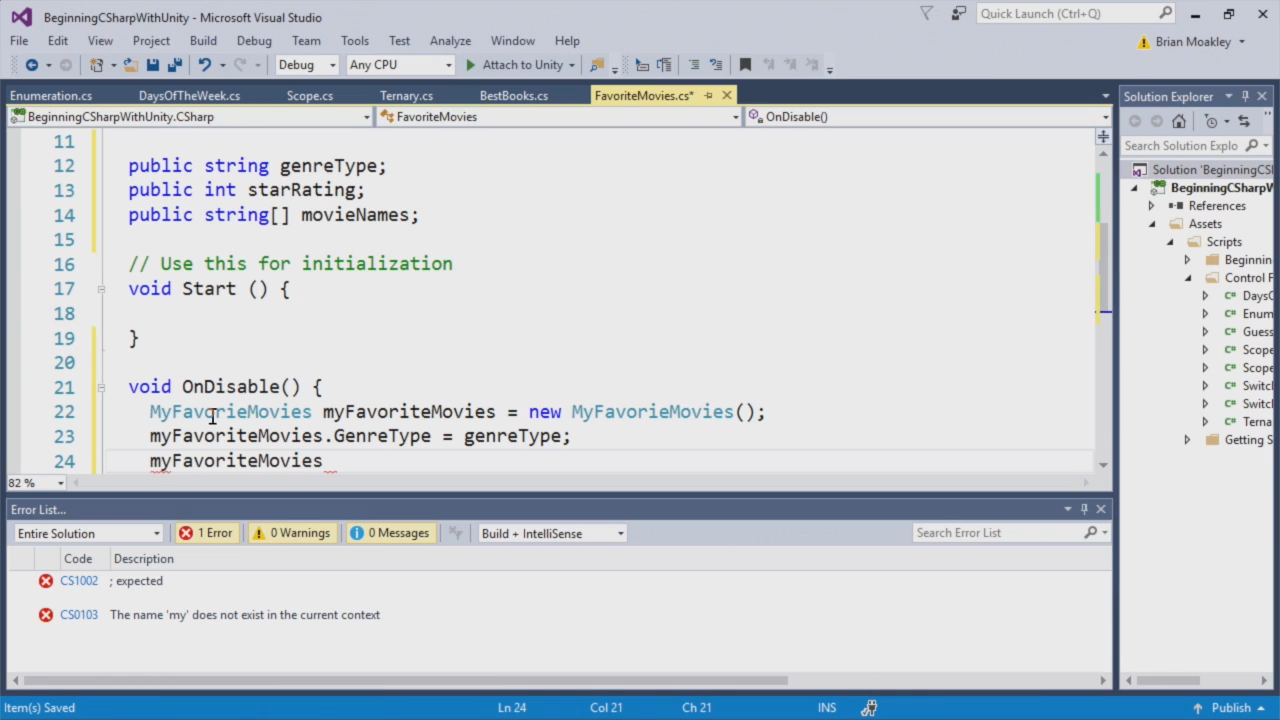 BeginningCSharpWithUnity - Microsoft Visual Studio
Quick Launch (Ctrl+Q)
File Edit View Project Build Debug Team Tools Test Analyze Window Help
Brian Moakley
Debug Any CPU Attach to Unity
Enumeration.cs DaysOfTheWeek.cs Scope.cs Ternary.cs BestBooks.cs FavoriteMovies.cs*
BeginningCSharpWithUnity.CSharp FavoriteMovies OnDisable()
11
12 public string genreType;
13 public int starRating;
14 public string[] movieNames;
15
16 // Use this for initialization
17 void Start () {
18
19 }
20
21 void OnDisable() {
22 MyFavorieMovies myFavoriteMovies = new MyFavorieMovies();
23 myFavoriteMovies.GenreType = genreType;
24 myFavoriteMovies
82 %
Solution Explorer
Search Solution Explo
Solution 'BeginningCS
BeginningCSharpW
References
Assets
Scripts
Beginnin
Control F
DaysC
Enum
Guess
Scope
Scope
Switcl
Switcl
Terna
Getting S
Error List...
Entire Solution 1 Error 0 Warnings 0 Messages Build + IntelliSense Search Error List
Code Description
CS1002 ; expected
CS0103 The name 'my' does not exist in the current context
Item(s) Saved Ln 24 Col 21 Ch 21 INS Publish